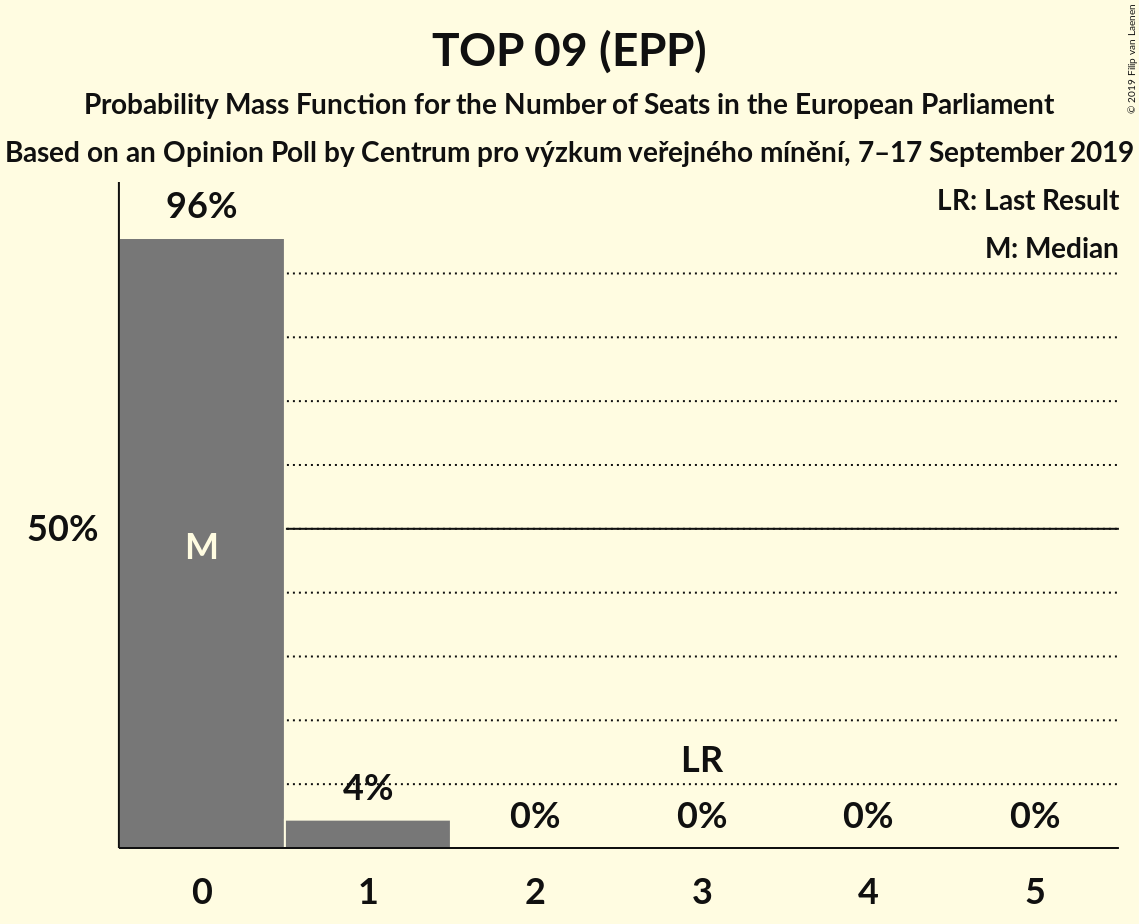 TOP 09 (EPP)
Probability Mass Function for the Number of Seats in the European Parliament
Based on an Opinion Poll by Centrum pro výzkum veřejného mínění, 7–17 September 2019
© 2019 Filip van Laenen
LR: Last Result
M: Median
96%
50%
M
LR
4%
0% 0% 0% 0%
0 1 2 3 4 5